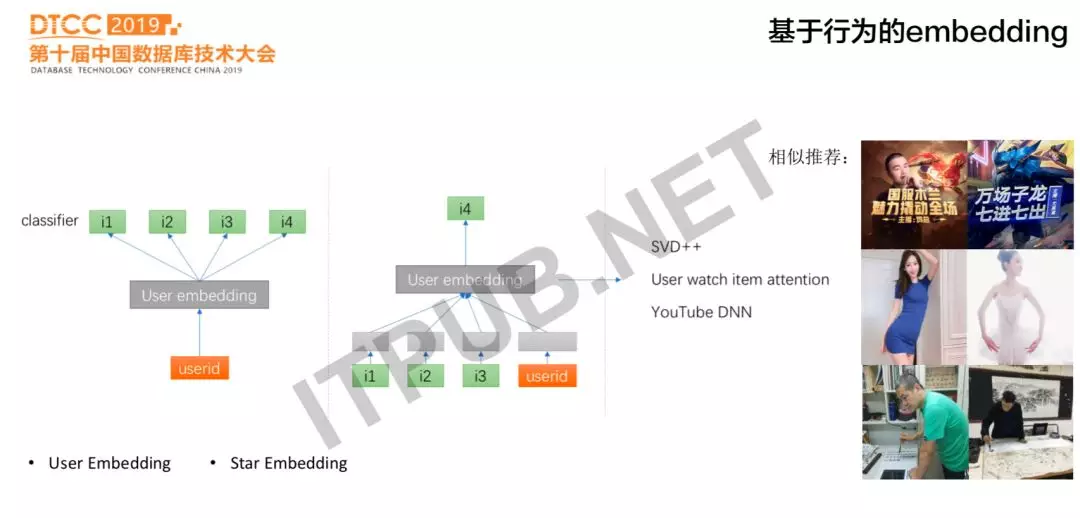 DTCC 2019
第十届中国数据库技术大会
DATABASE TECHNOLOGY CONFERENCE CHINA 2019
基于行为的embedding
classifier
i1 i2 i3 i4
User embedding
userid
i4
User embedding
i1 i2 i3 userid
SVD++
User watch item attention
YouTube DNN
相似推荐：
国服木兰
魅力撬动全场
万场子龙
七进七出
• User Embedding
• Star Embedding
ITPUB.NET